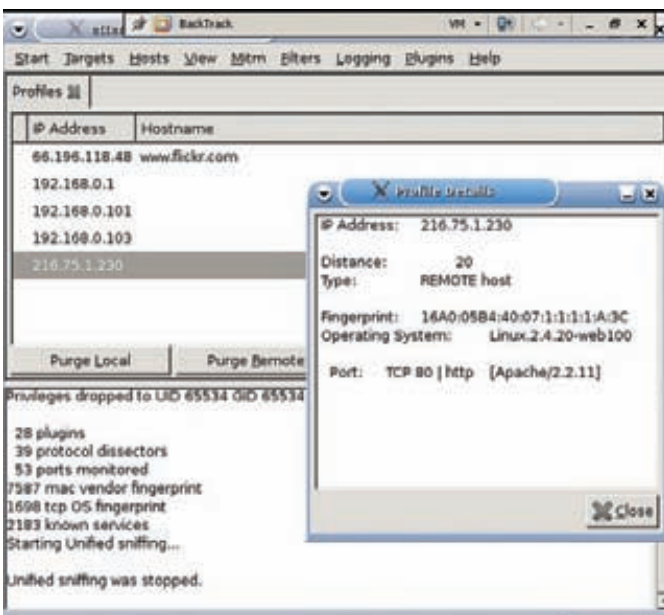 BackTrack
VM
Start Targets Hosts View Mitm Filters Logging Plugins Help
Profiles
IP Address Hostname
66.196.118.48 www.flickr.com
192.168.0.1
192.168.0.101
192.168.0.103
216.75.1.230
Purge Local Purge Remote
Privileges dropped to UID 65534 GID 65534
28 plugins
39 protocol dissectors
53 ports monitored
7587 mac vendor fingerprint
1698 tcp OS fingerprint
2183 known services
Starting Unified sniffing...
Unified sniffing was stopped.
Profile Details
IP Address: 216.75.1.230
Distance: 20
Type: REMOTE host
Fingerprint: 16A0:05B4:40:07:1:1:1:1:A:3C
Operating System: Linux.2.4.20-web100
Port: TCP 80 | http [Apache/2.2.11]
Close